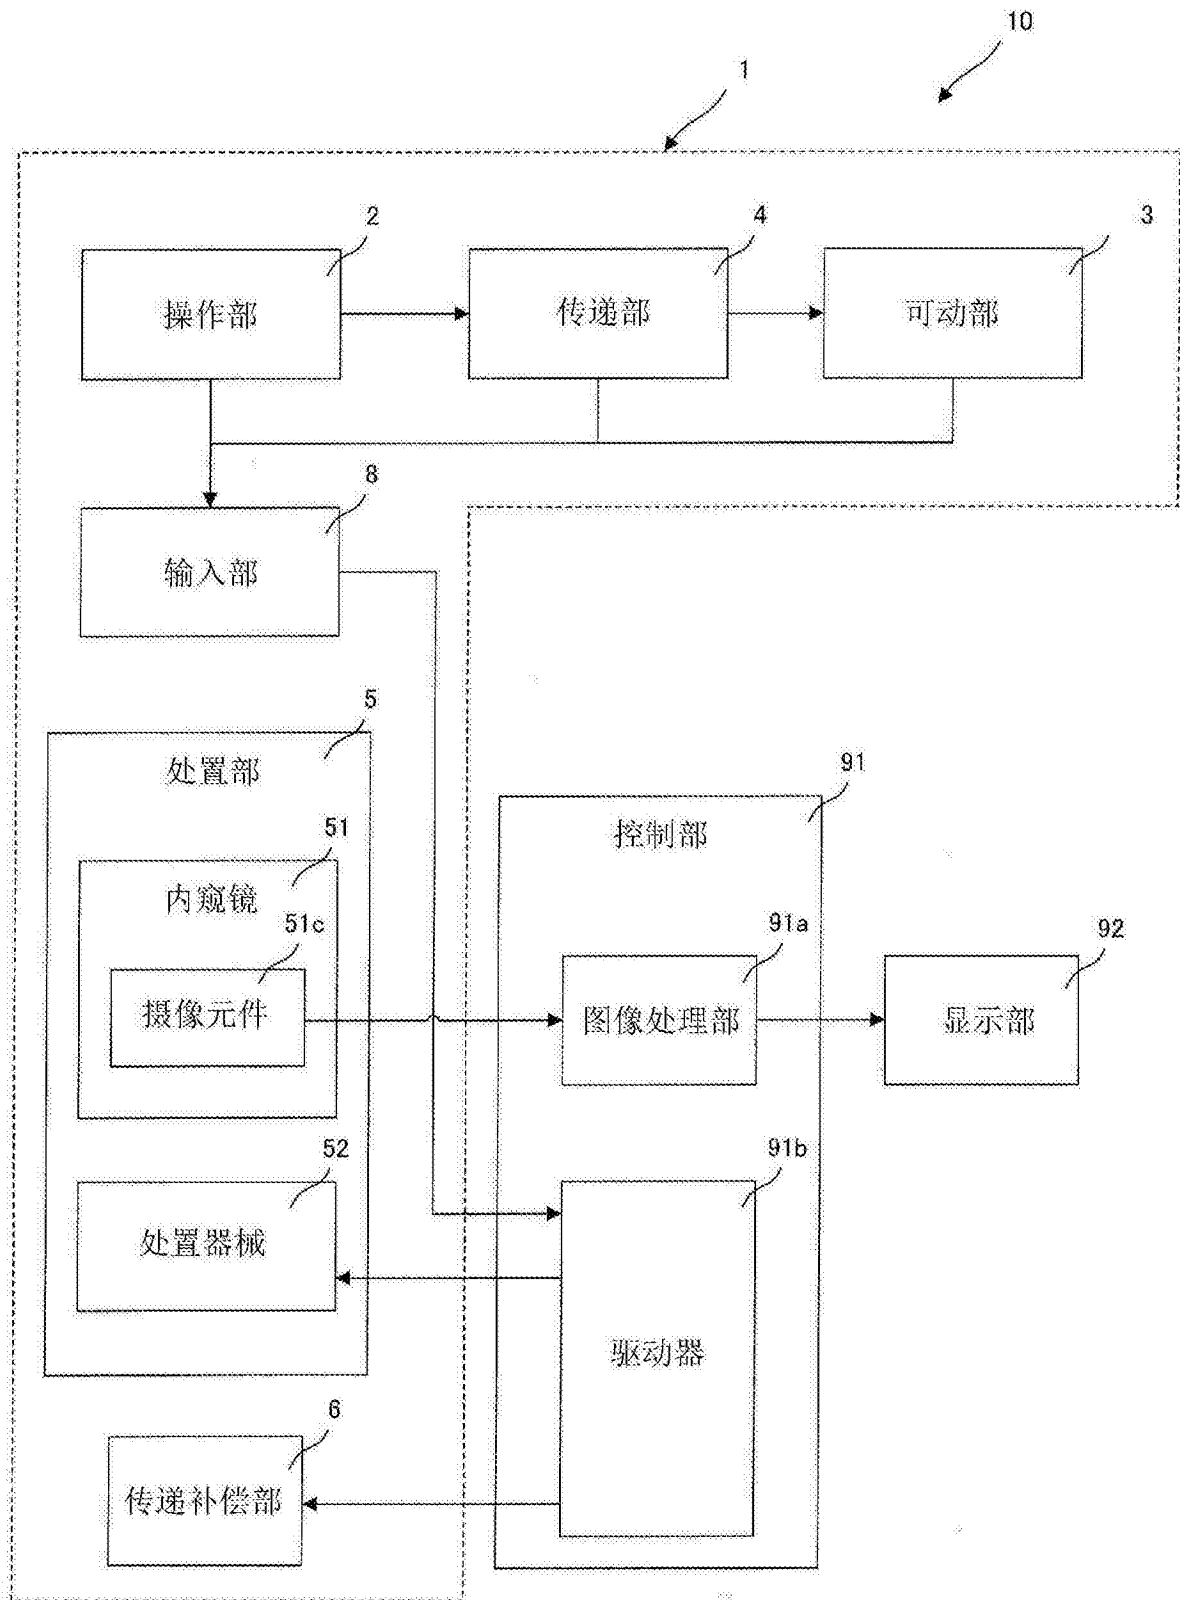 10
1
2
4
3
操作部
传递部
可动部
8
输入部
5
处置部
91
控制部
51
内窥镜
51c
摄像元件
91a
图像处理部
92
显示部
52
处置器械
91b
驱动器
6
传递补偿部